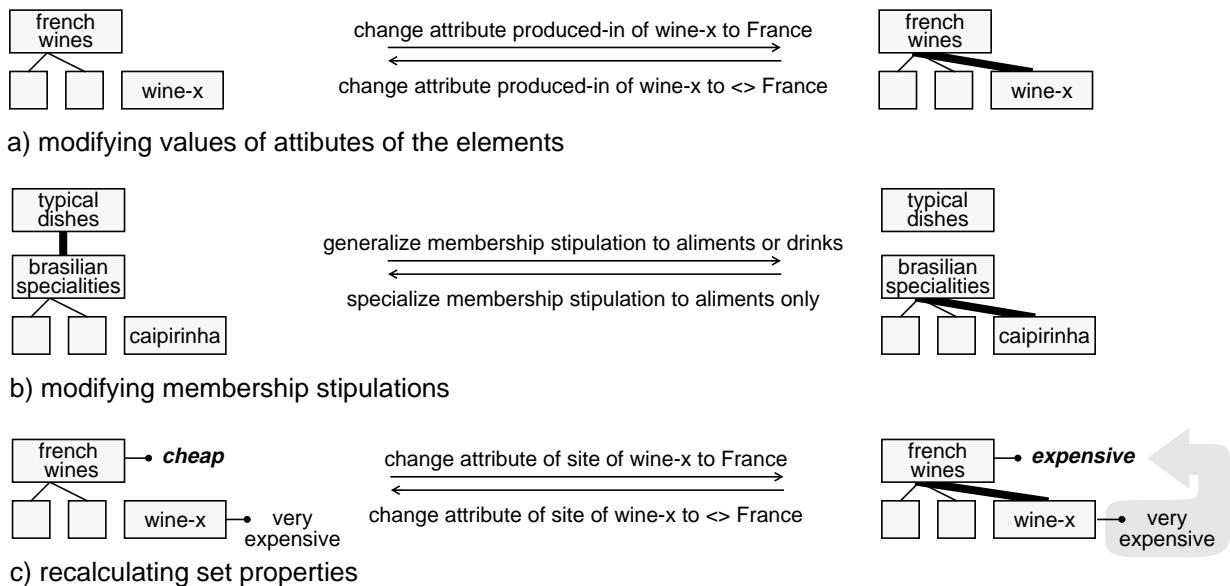 french
wines
wine-x
change attribute produced-in of wine-x to France
change attribute produced-in of wine-x to <> France
french
wines
wine-x
a) modifying values of attibutes of the elements
typical
dishes
brasilian
specialities
caipirinha
generalize membership stipulation to aliments or drinks
specialize membership stipulation to aliments only
typical
dishes
brasilian
specialities
caipirinha
b) modifying membership stipulations
french
wines
cheap
wine-x
very
expensive
change attribute of site of wine-x to France
change attribute of site of wine-x to <> France
french
wines
expensive
wine-x
very
expensive
c) recalculating set properties